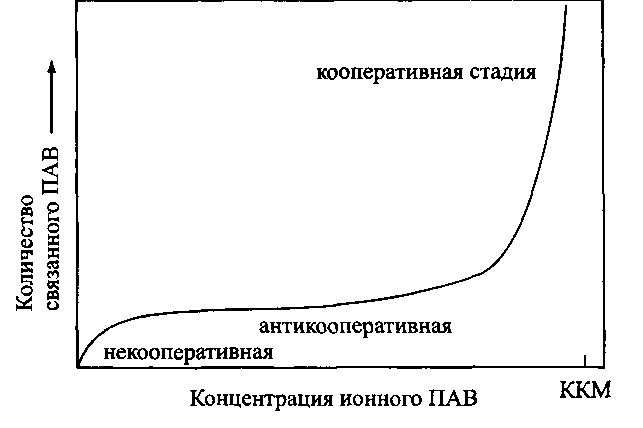 Количество
связанного ПАВ
кооперативная стадия
антикооперативная
некооперативная
ККМ
Концентрация ионного ПАВ